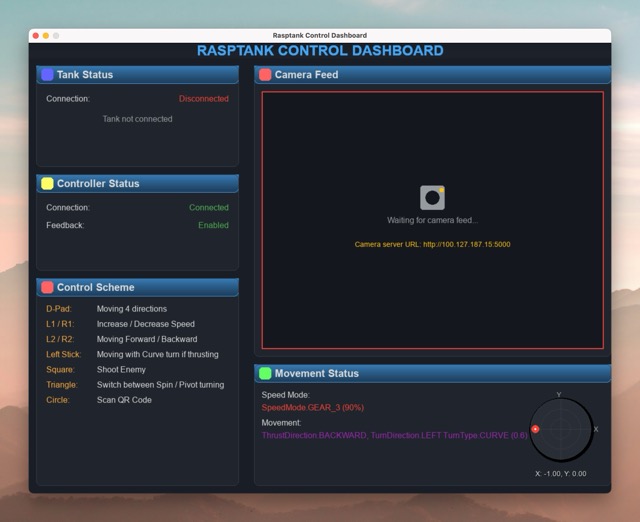 Rasptank Control Dashboard
RASPTANK CONTROL DASHBOARD
Tank Status
Connection: Disconnected
Tank not connected
Controller Status
Connection: Connected
Feedback: Enabled
Control Scheme
D-Pad: Moving 4 directions
L1 / R1: Increase / Decrease Speed
L2 / R2: Moving Forward / Backward
Left Stick: Moving with Curve turn if thrusting
Square: Shoot Enemy
Triangle: Switch between Spin / Pivot turning
Circle: Scan QR Code
Camera Feed
Waiting for camera feed...
Camera server URL: http://100.127.187.15:5000
Movement Status
Speed Mode:
SpeedMode.GEAR_3 (90%)
Movement:
ThrustDirection.BACKWARD, TurnDirection.LEFT TurnType.CURVE (0.6)
Y
X
X: -1.00, Y: 0.00